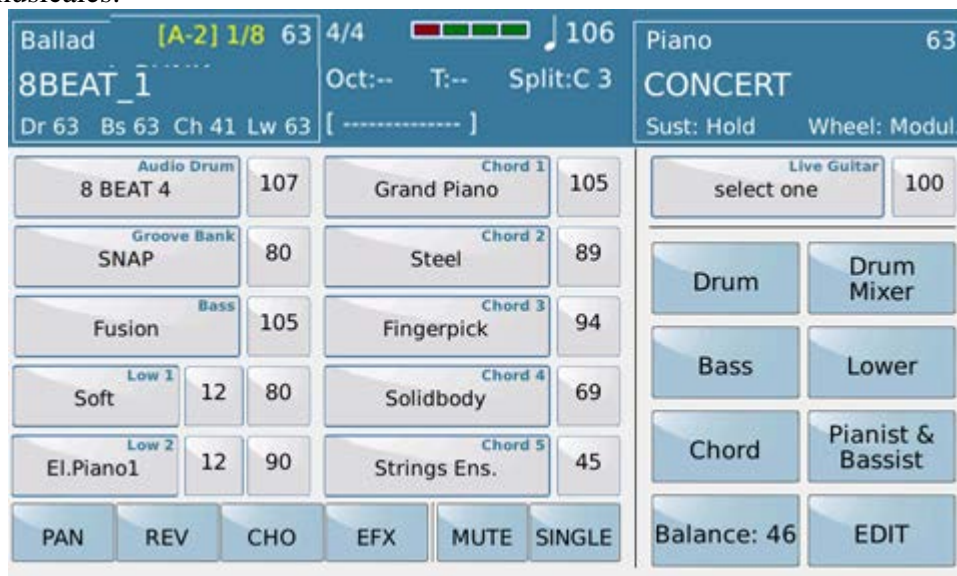 musicales.
Ballad [A-2] 1/8 63
8BEAT_1
Dr 63 Bs 63 Ch 41 Lw 63
4/4 106
Oct:-- T:-- Split:C 3
[ -------------- ]
Piano 63
CONCERT
Sust: Hold Wheel: Modul.
Audio Drum
8 BEAT 4 107
Groove Bank
SNAP 80
Bass
Fusion 105
Low 1
Soft 12 80
Low 2
El.Piano1 12 90
Chord 1
Grand Piano 105
Chord 2
Steel 89
Chord 3
Fingerpick 94
Chord 4
Solidbody 69
Chord 5
Strings Ens. 45
Live Guitar
select one 100
Drum
Drum
Mixer
Bass
Lower
Chord
Pianist &
Bassist
Balance: 46
EDIT
PAN REV CHO EFX MUTE SINGLE